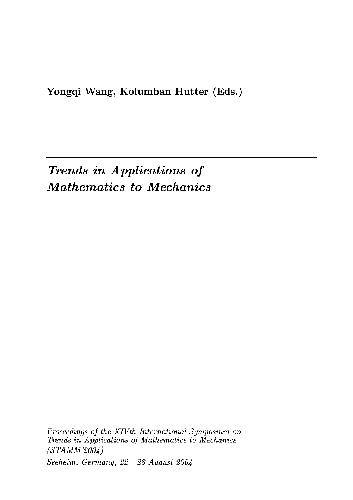 Yongqi Wang, Kolumban Hutter (Eds.)
Trends in Applications of
Mathematics to Mechanics
Proceedings of the XIVth International Symposium on
Trends in Applications of Mathematics to Mechanics
(STAMM 2004)
Seeheim, Germany, 22 – 28 August 2004